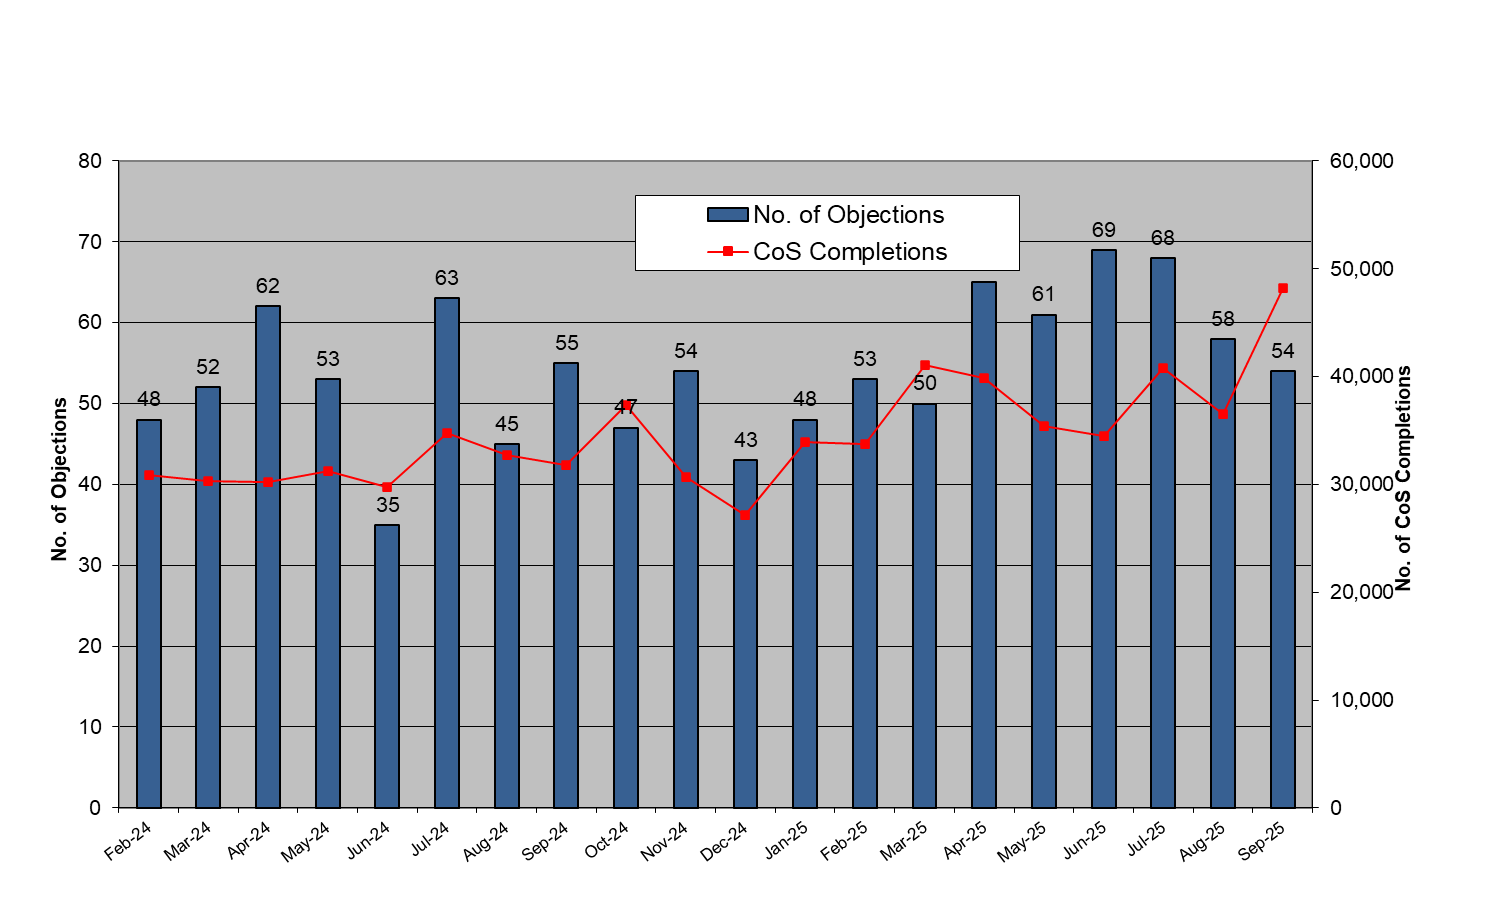 No. of Objections
CoS Completions
80
70
60
50
40
30
20
10
0
No. of Objections
60,000
50,000
40,000
30,000
20,000
10,000
0
No. of CoS Completions
48
52
62
53
35
63
45
55
47
54
43
48
53
50
61
69
68
58
54
Feb-24
Mar-24
Apr-24
May-24
Jun-24
Jul-24
Aug-24
Sep-24
Oct-24
Nov-24
Dec-24
Jan-25
Feb-25
Mar-25
Apr-25
May-25
Jun-25
Jul-25
Aug-25
Sep-25